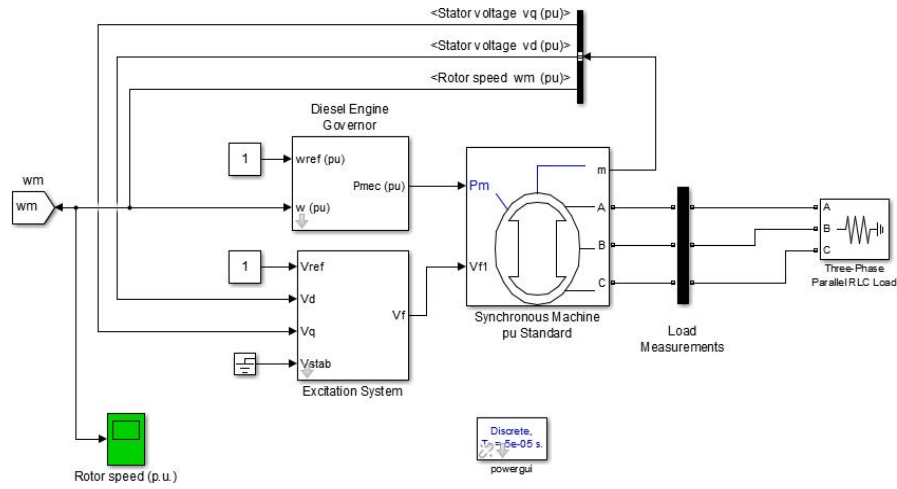 <Stator voltage vq (pu)>
<Stator voltage vd (pu)>
<Rotor speed wm (pu)>
Diesel Engine
Governor
1
wref (pu)
Pmec (pu)
w (pu)
wm
wm
Pm
m
A
B
C
Vf1
Synchronous Machine
pu Standard
A
B
C
Three-Phase
Parallel RLC Load
Load
Measurements
1
Vref
Vd
Vq
Vstab
Vf
Excitation System
Rotor speed (p.u.)
Discrete,
= 5e-05 s.
powergui